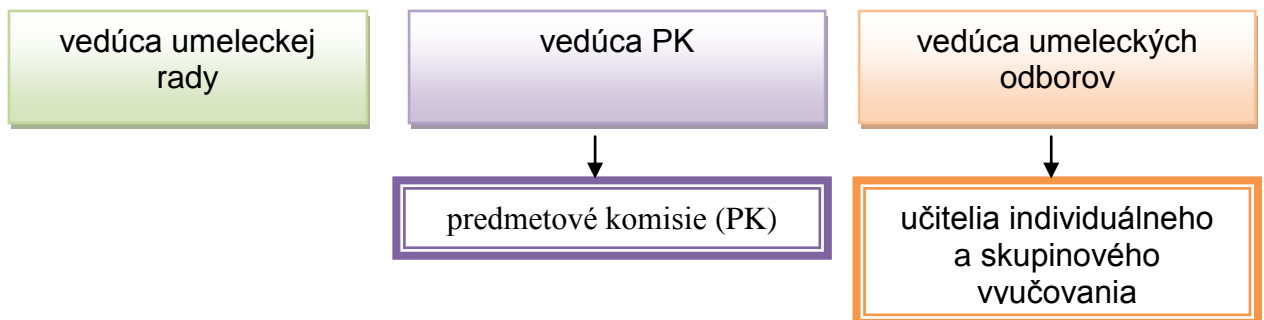 vedúca umeleckej
rady
vedúca PK
vedúca umeleckých
odborov
predmetové komisie (PK)
učitelia individuálneho
a skupinového
vyučovania